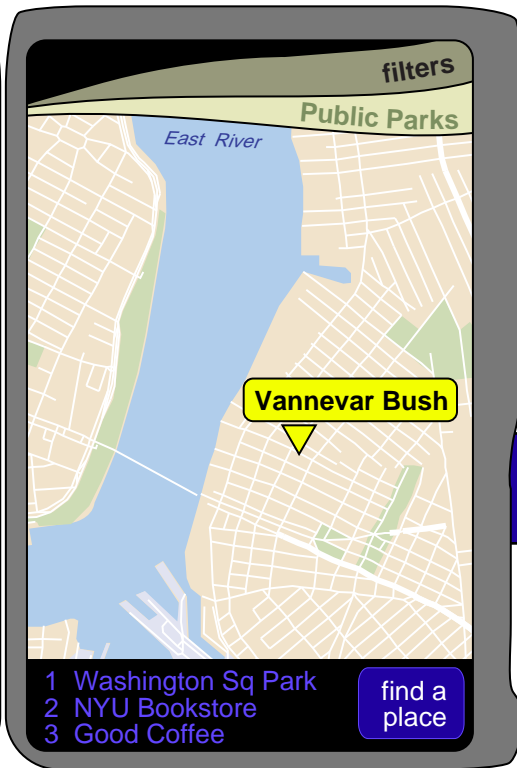 filters
Public Parks
East River
Vannevar Bush
1 Washington Sq Park
2 NYU Bookstore
3 Good Coffee
find a
place